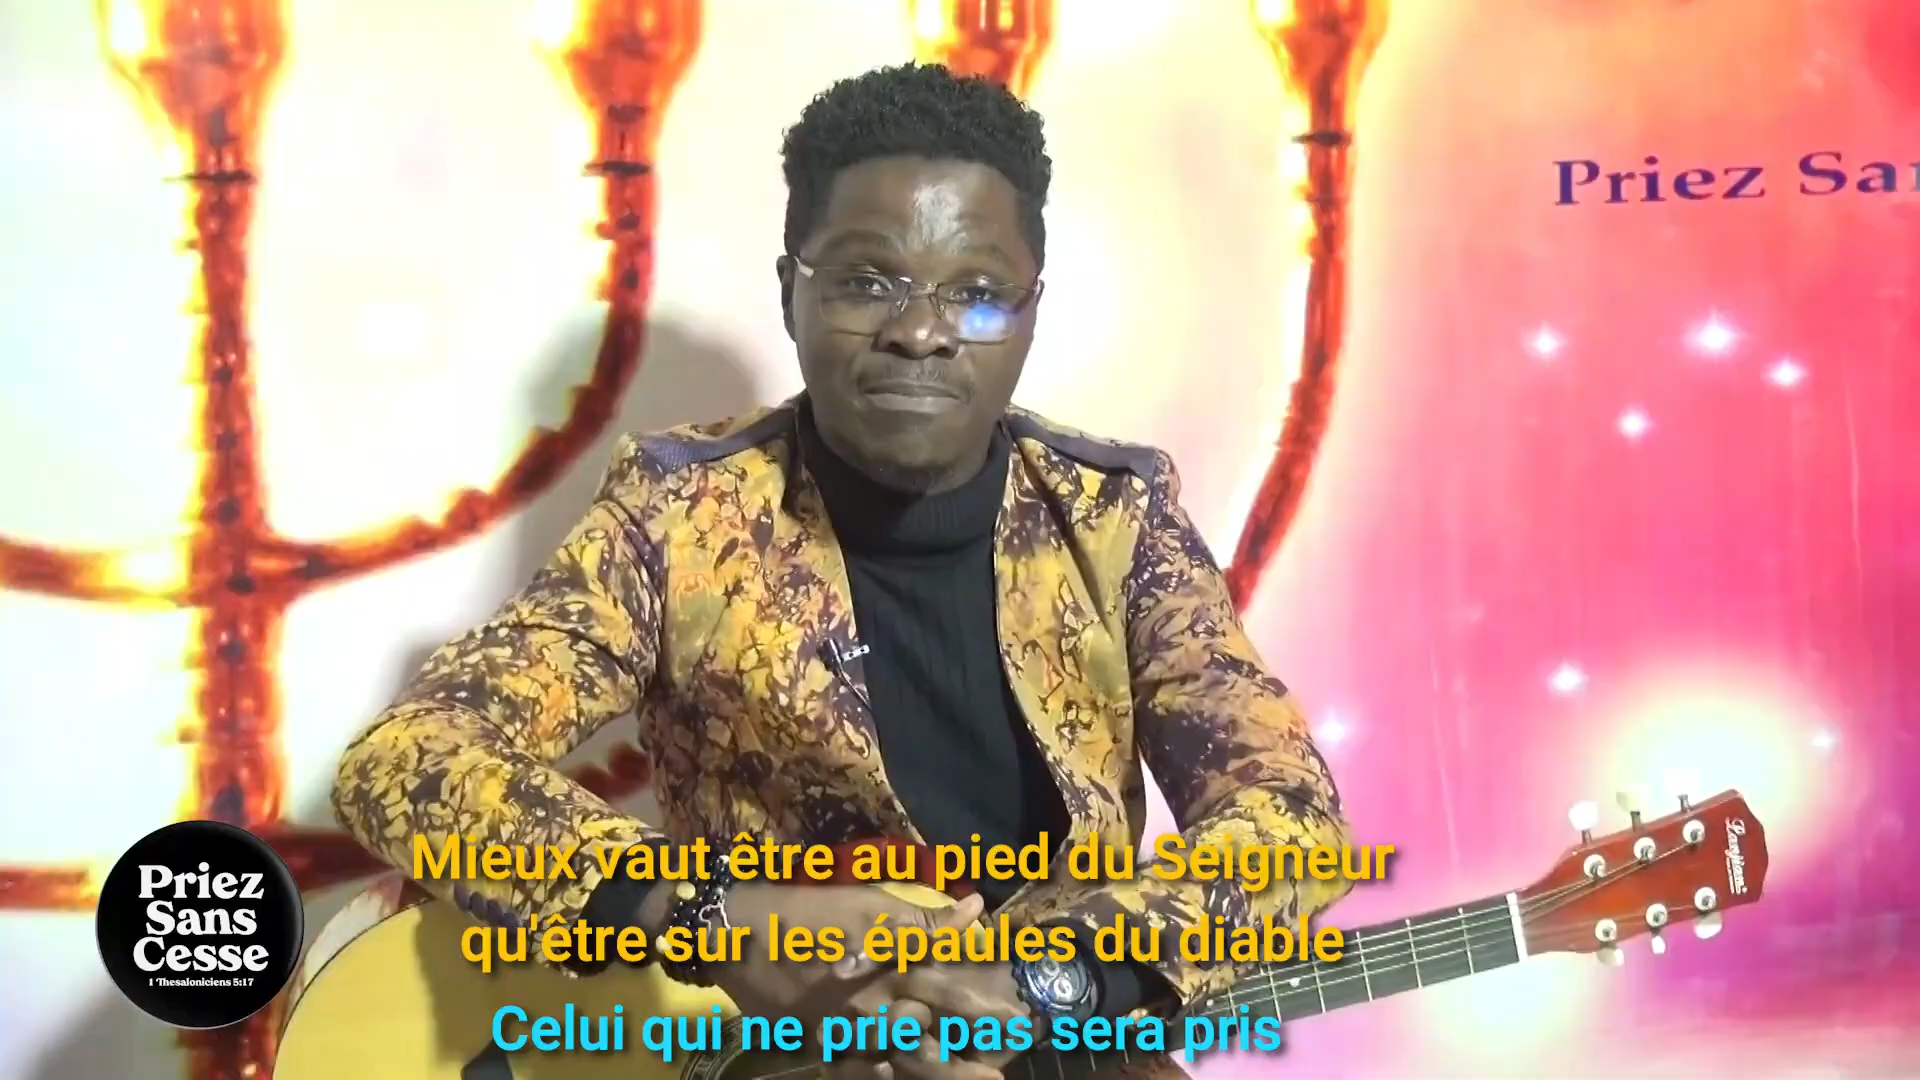 Priez Sa
Mieux vaut être au pied du Seigneur
qu'être sur les épaules du diable
Celui qui ne prie pas sera pris
Priez
Sans
Cesse
1 Thesaloniciens 5:17